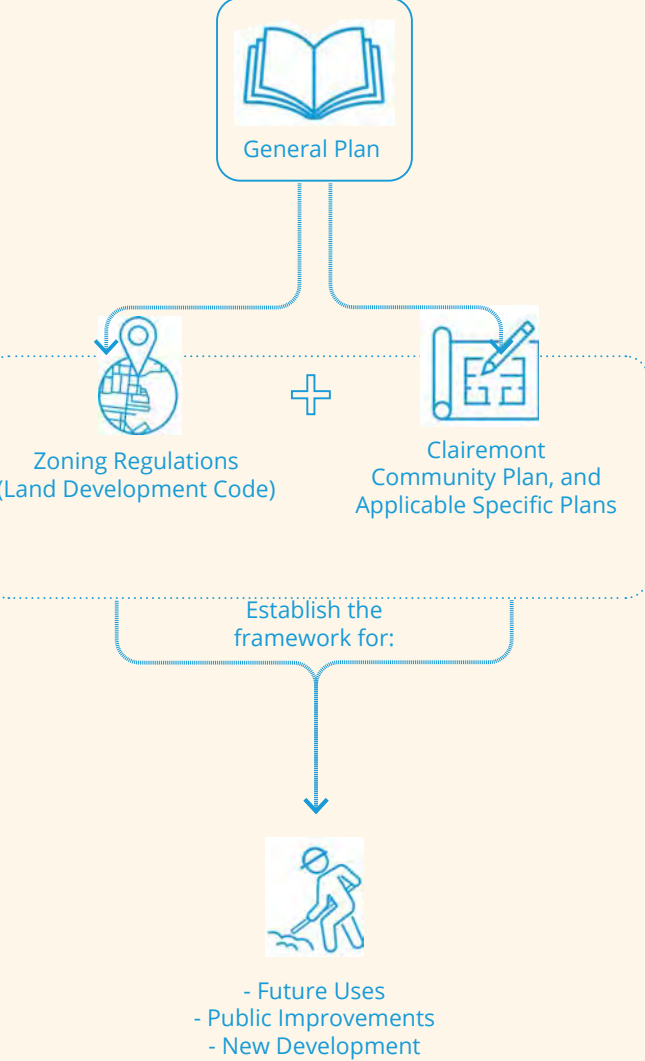 General Plan
Zoning Regulations
(Land Development Code)
Clairemont
Community Plan, and
Applicable Specific Plans
Establish the
framework for:
- Future Uses
- Public Improvements
- New Development